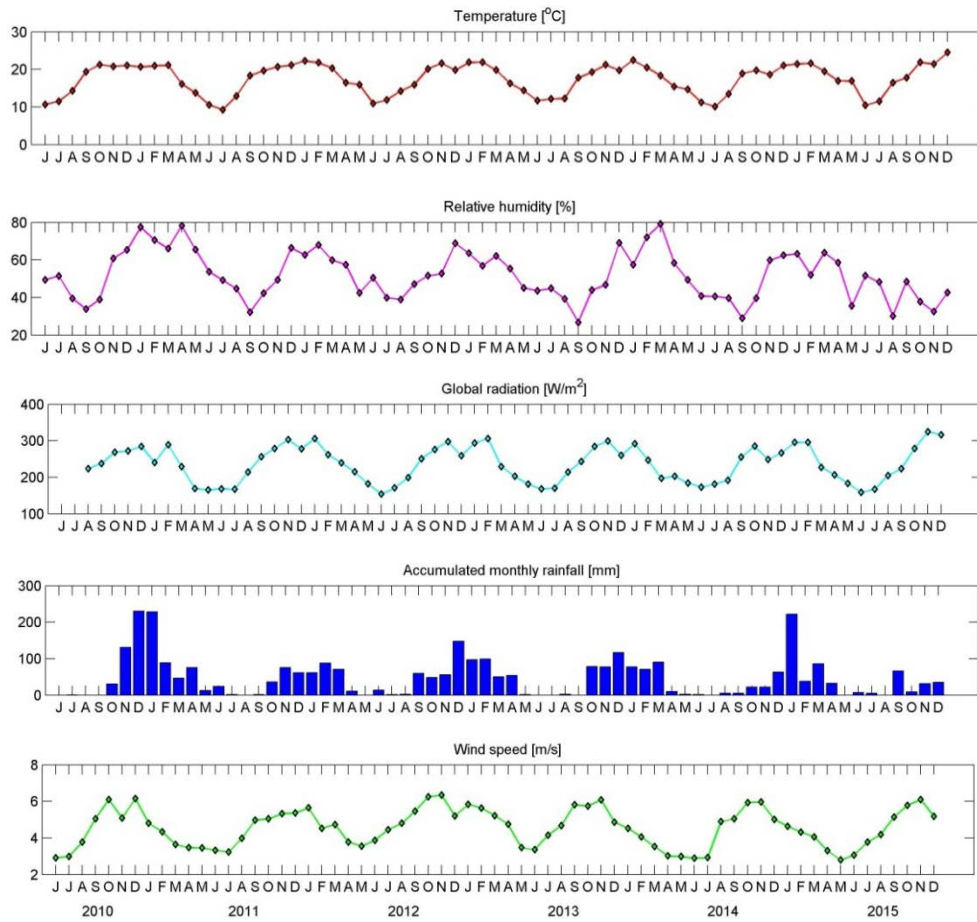 Temperature [°C]
30
20
10
0
J J A S O N D J F M A M J J A S O N D J F M A M J J A S O N D J F M A M J J A S O N D J F M A M J J A S O N D J F M A M J J A S O N D
Relative humidity [%]
80
60
40
20
J J A S O N D J F M A M J J A S O N D J F M A M J J A S O N D J F M A M J J A S O N D J F M A M J J A S O N D J F M A M J J A S O N D
Global radiation [W/m²]
400
300
200
100
J J A S O N D J F M A M J J A S O N D J F M A M J J A S O N D J F M A M J J A S O N D J F M A M J J A S O N D J F M A M J J A S O N D
Accumulated monthly rainfall [mm]
300
200
100
0
J J A S O N D J F M A M J J A S O N D J F M A M J J A S O N D J F M A M J J A S O N D J F M A M J J A S O N D J F M A M J J A S O N D
Wind speed [m/s]
8
6
4
2
J J A S O N D J F M A M J J A S O N D J F M A M J J A S O N D J F M A M J J A S O N D J F M A M J J A S O N D J F M A M J J A S O N D
2010 2011 2012 2013 2014 2015